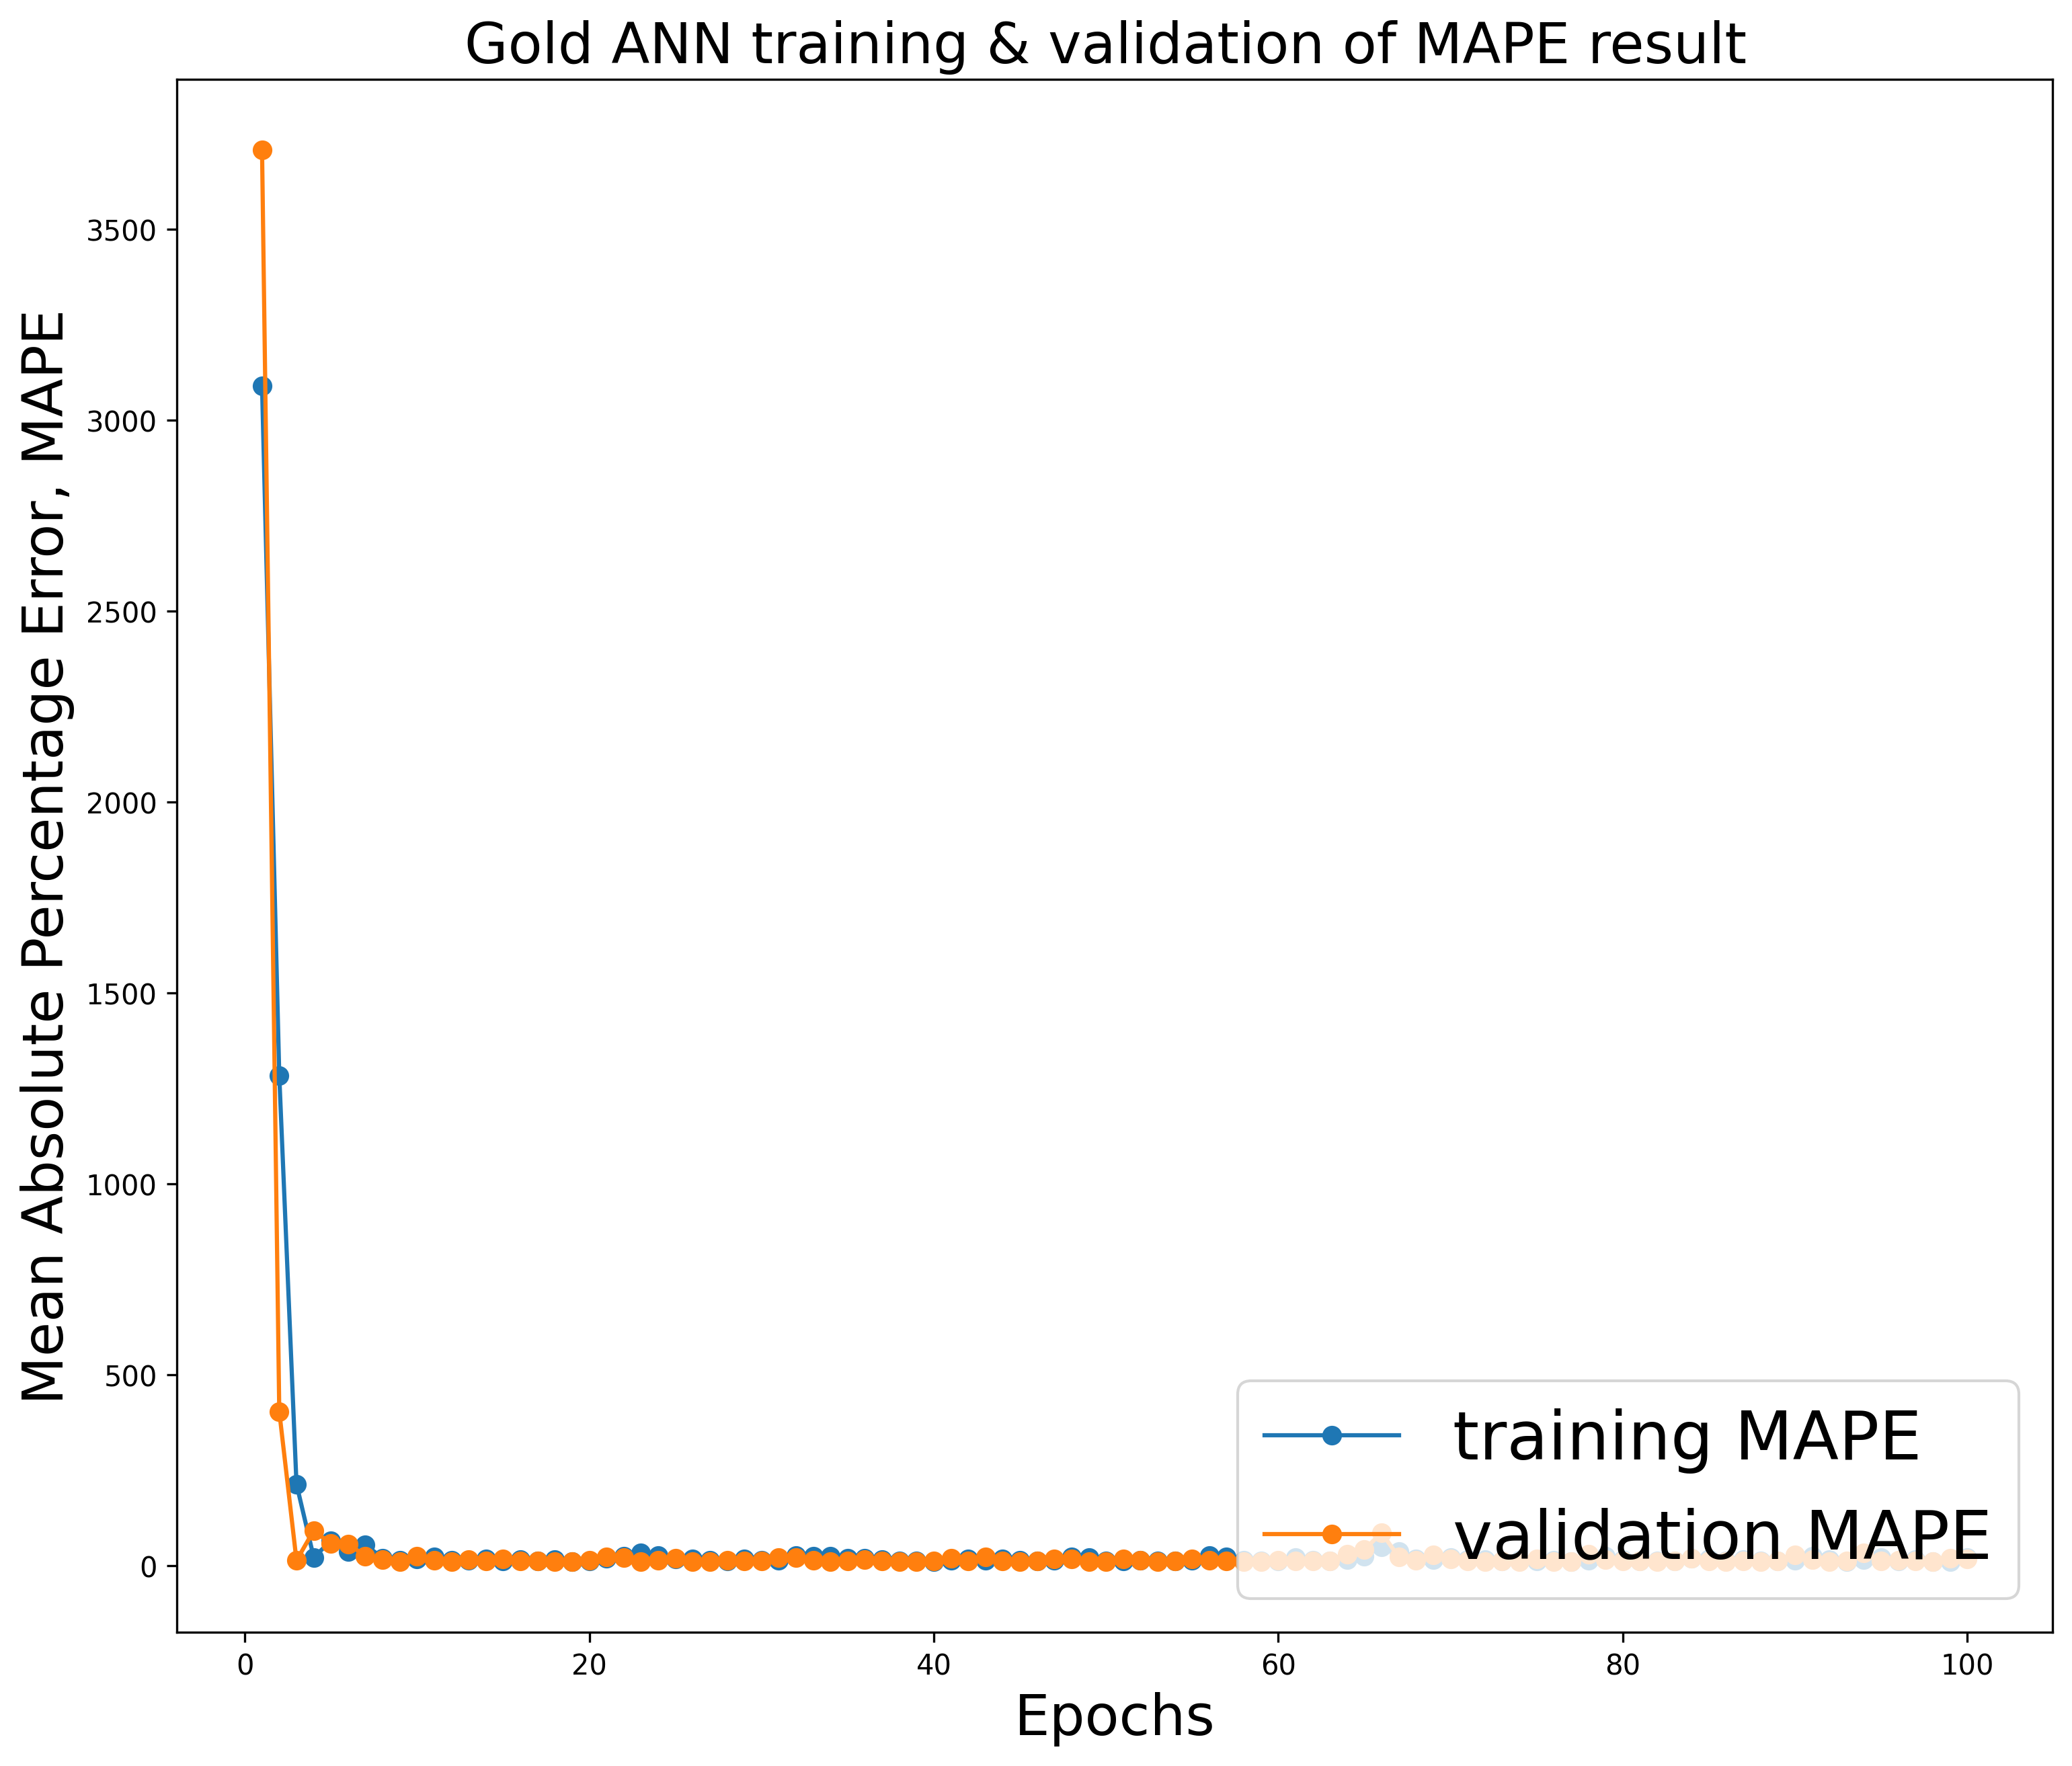 Gold ANN training & validation of MAPE result
Mean Absolute Percentage Error, MAPE
3500
3000
2500
2000
1500
1000
500
0
training MAPE
validation MAPE
0 20 40 60 80 100
Epochs